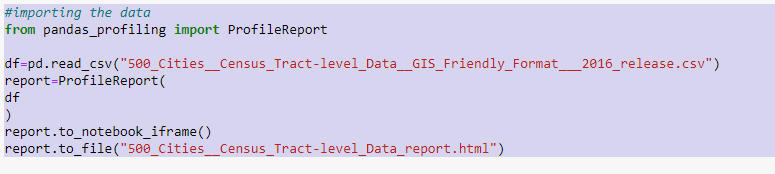 #importing the data
from pandas_profiling import ProfileReport
df=pd.read_csv("500_Cities__Census_Tract-level_Data__GIS_Friendly_Format___2016_release.csv")
report=ProfileReport(
df
)
report.to_notebook_iframe()
report.to_file("500_Cities__Census_Tract-level_Data_report.html")